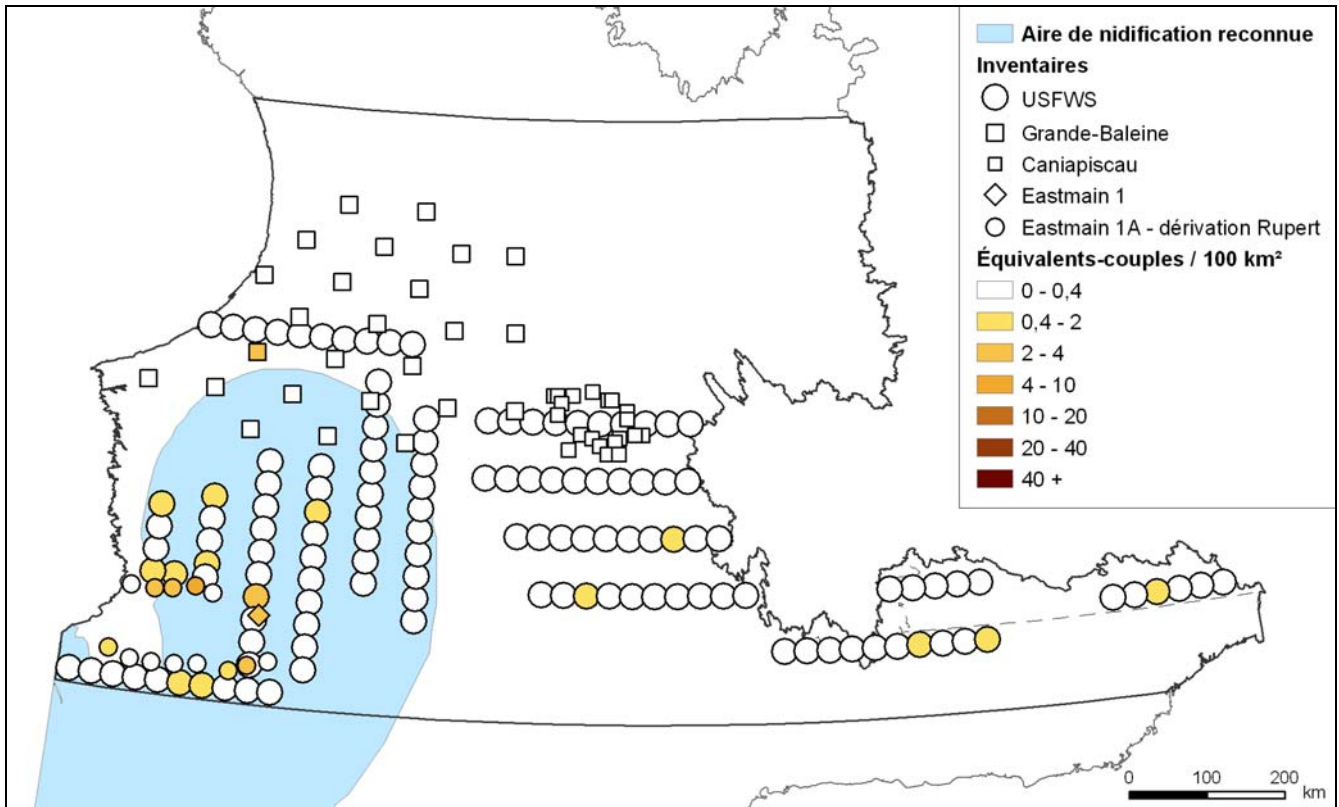 Aire de nidification reconnue
Inventaires
USFWS
Grande-Baleine
Caniapiscau
Eastmain 1
Eastmain 1A - dérivation Rupert
Équivalents-couples / 100 km²
0 - 0,4
0,4 - 2
2 - 4
4 - 10
10 - 20
20 - 40
40 +
0 100 200
km